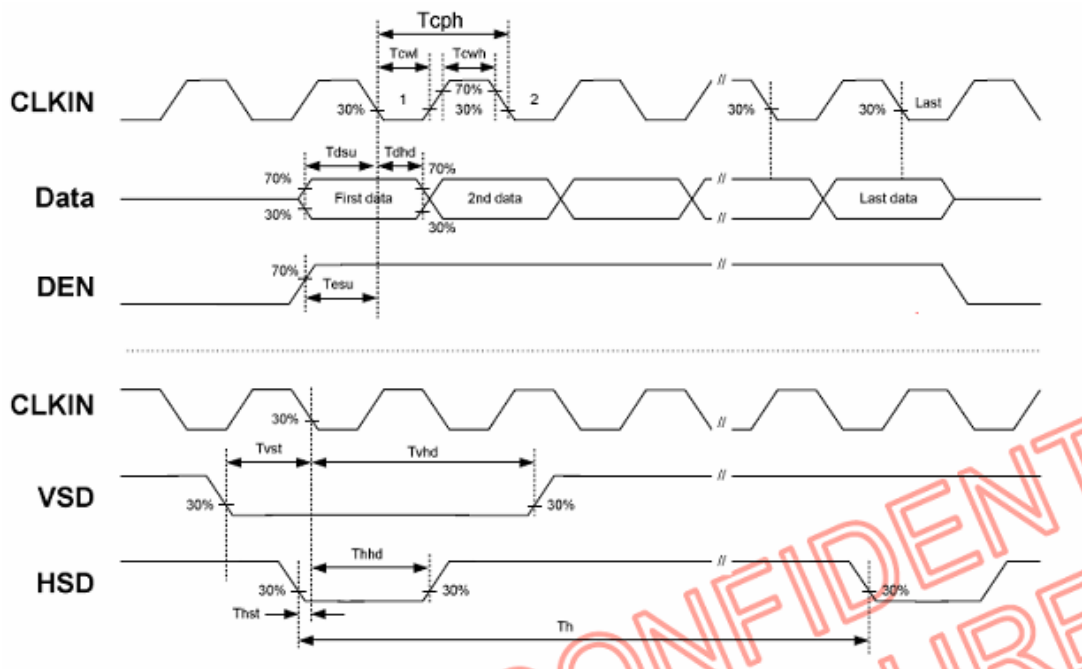 Tcph
Tcwl Tcwh
CLKIN 30% 1 70% 30% 2 // 30% 30% Last
Tdsu Tdhd
Data 70% 30% First data 70% 30% 2nd data // // Last data
DEN 70% Tesu //
CLKIN 30% //
Tvst Tvhd
VSD 30% 30% //
HSD 30% Thhd 30% // 30%
Thst
Th
CONFIDENT
URE